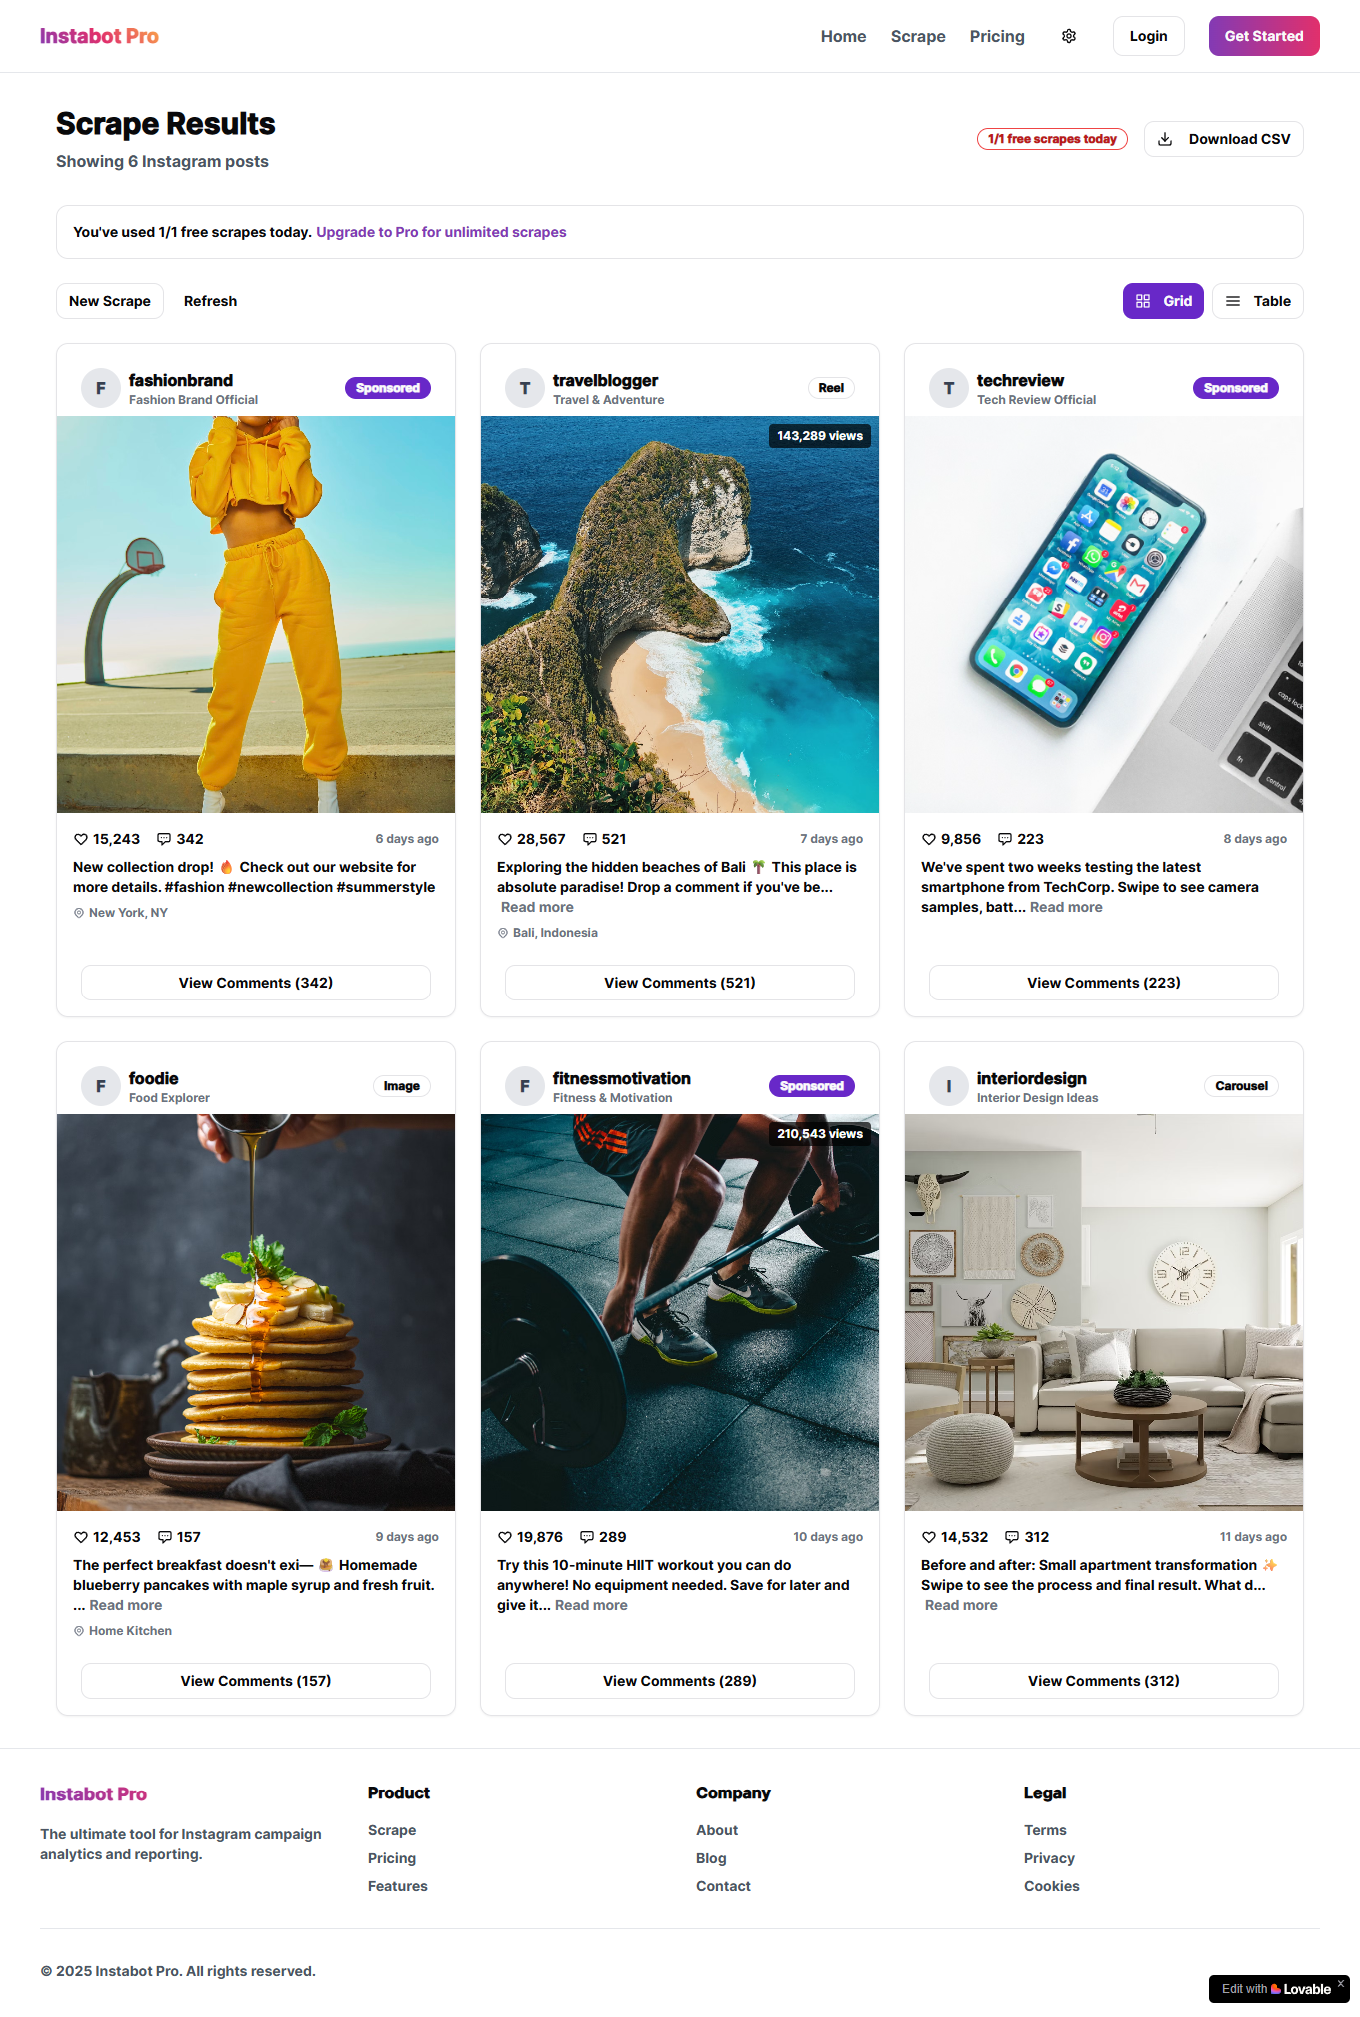 Instabot Pro
Home
Scrape
Pricing
Login
Get Started
Scrape Results
Showing 6 Instagram posts
1/1 free scrapes today
Download CSV
You've used 1/1 free scrapes today. Upgrade to Pro for unlimited scrapes
New Scrape
Refresh
Grid
Table
F
fashionbrand
Fashion Brand Official
Sponsored
15,243
342
6 days ago
New collection drop! 🔥 Check out our website for
more details. #fashion #newcollection #summerstyle
New York, NY
View Comments (342)
T
travelblogger
Travel & Adventure
Reel
143,289 views
28,567
521
7 days ago
Exploring the hidden beaches of Bali 🌴 This place is
absolute paradise! Drop a comment if you've be...
Read more
Bali, Indonesia
View Comments (521)
T
techreview
Tech Review Official
Sponsored
caps lock
shift
fn
control
9,856
223
8 days ago
We've spent two weeks testing the latest
smartphone from TechCorp. Swipe to see camera
samples, batt... Read more
View Comments (223)
F
foodie
Food Explorer
Image
12,453
157
9 days ago
The perfect breakfast doesn't exi— 🥞 Homemade
blueberry pancakes with maple syrup and fresh fruit.
... Read more
Home Kitchen
View Comments (157)
F
fitnessmotivation
Fitness & Motivation
Sponsored
210,543 views
19,876
289
10 days ago
Try this 10-minute HIIT workout you can do
anywhere! No equipment needed. Save for later and
give it... Read more
View Comments (289)
I
interiordesign
Interior Design Ideas
Carousel
14,532
312
11 days ago
Before and after: Small apartment transformation ✨
Swipe to see the process and final result. What d...
Read more
View Comments (312)
Instabot Pro
The ultimate tool for Instagram campaign
analytics and reporting.
Product
Scrape
Pricing
Features
Company
About
Blog
Contact
Legal
Terms
Privacy
Cookies
© 2025 Instabot Pro. All rights reserved.
Edit with Lovable
x